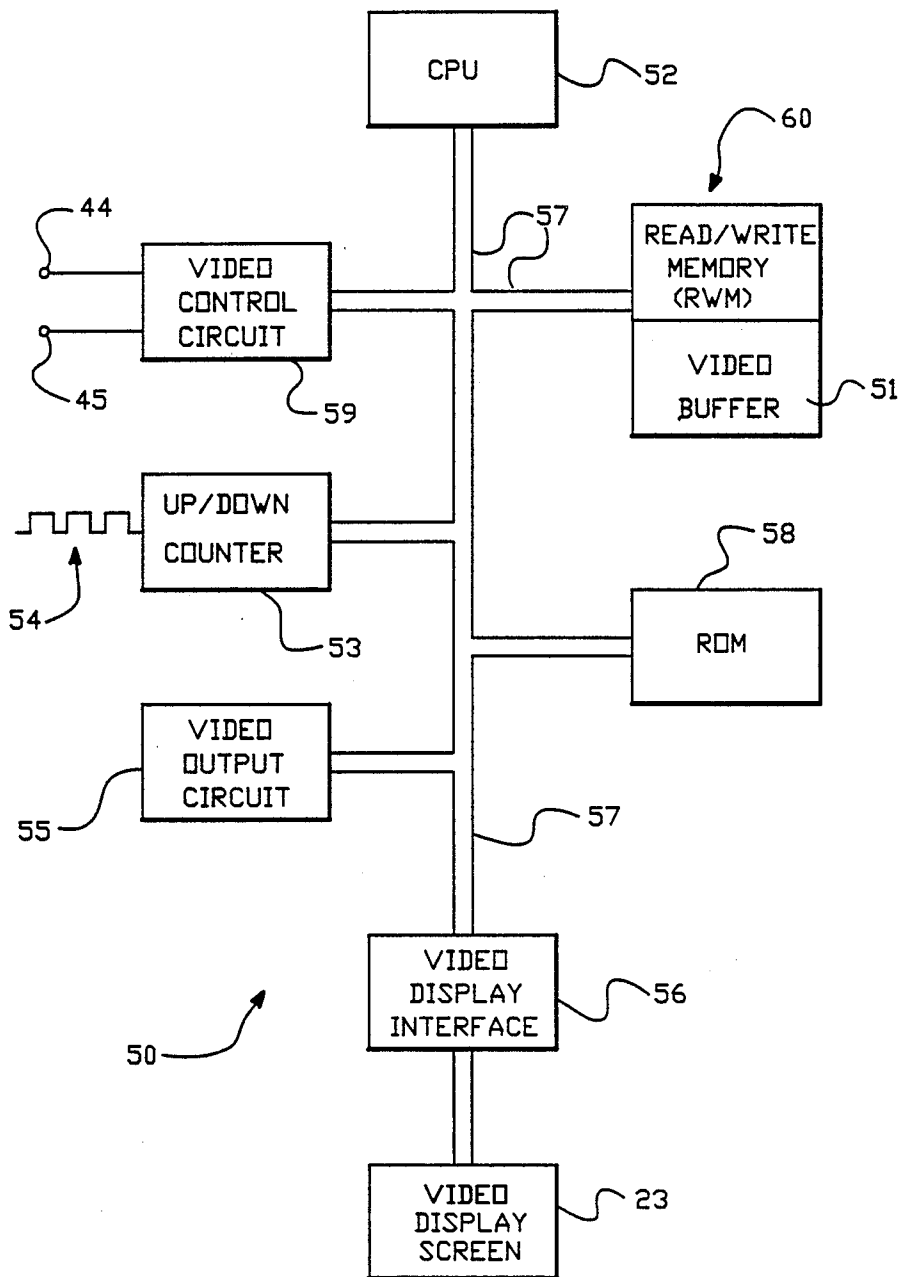 CPU
52
60
44
57
VIDEO
CONTROL
CIRCUIT
READ/WRITE
MEMORY
(RWM)
45
59
VIDEO
BUFFER
51
UP/DOWN
COUNTER
54
53
58
ROM
VIDEO
OUTPUT
CIRCUIT
55
57
VIDEO
DISPLAY
INTERFACE
56
50
VIDEO
DISPLAY
SCREEN
23